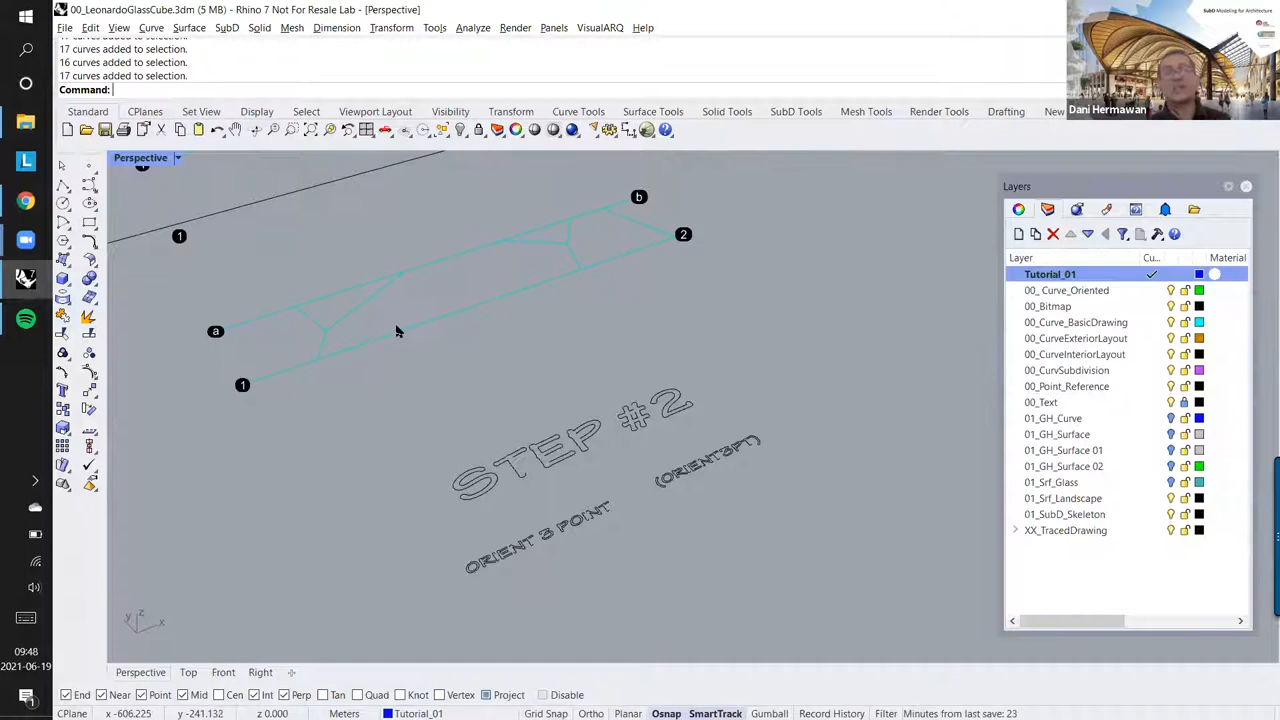 00_LeonardoGlassCube.3dm (5 MB) - Rhino 7 Not For Resale Lab - [Perspective]
File Edit View Curve Surface SubD Solid Mesh Dimension Transform Tools Analyze Render Panels VisualARQ Help
17 curves added to selection.
16 curves added to selection.
17 curves added to selection.
Command:
SubD Modeling for Architecture
Dani Hermawan
Standard CPlanes Set View Display Select Viewport Layout Visibility Transform Curve Tools Surface Tools Solid Tools SubD Tools Mesh Tools Render Tools Drafting New
Perspective
1
b
2
a
1
STEP #2
(ORIENT3PT)
ORIENT 3 POINT
z
y
x
Layers
Layer Cu... Material
Tutorial_01
00_ Curve_Oriented
00_Bitmap
00_Curve_BasicDrawing
00_CurveExteriorLayout
00_CurveInteriorLayout
00_CurvSubdivision
00_Point_Reference
00_Text
01_GH_Curve
01_GH_Surface
01_GH_Surface 01
01_GH_Surface 02
01_Srf_Glass
01_Srf_Landscape
01_SubD_Skeleton
XX_TracedDrawing
Perspective Top Front Right
End Near Point Mid Cen Int Perp Tan Quad Knot Vertex Project Disable
CPlane x -606.225 y -241.132 z 0.000 Meters Tutorial_01 Grid Snap Ortho Planar Osnap SmartTrack Gumball Record History Filter Minutes from last save: 23
09:48
2021-06-19